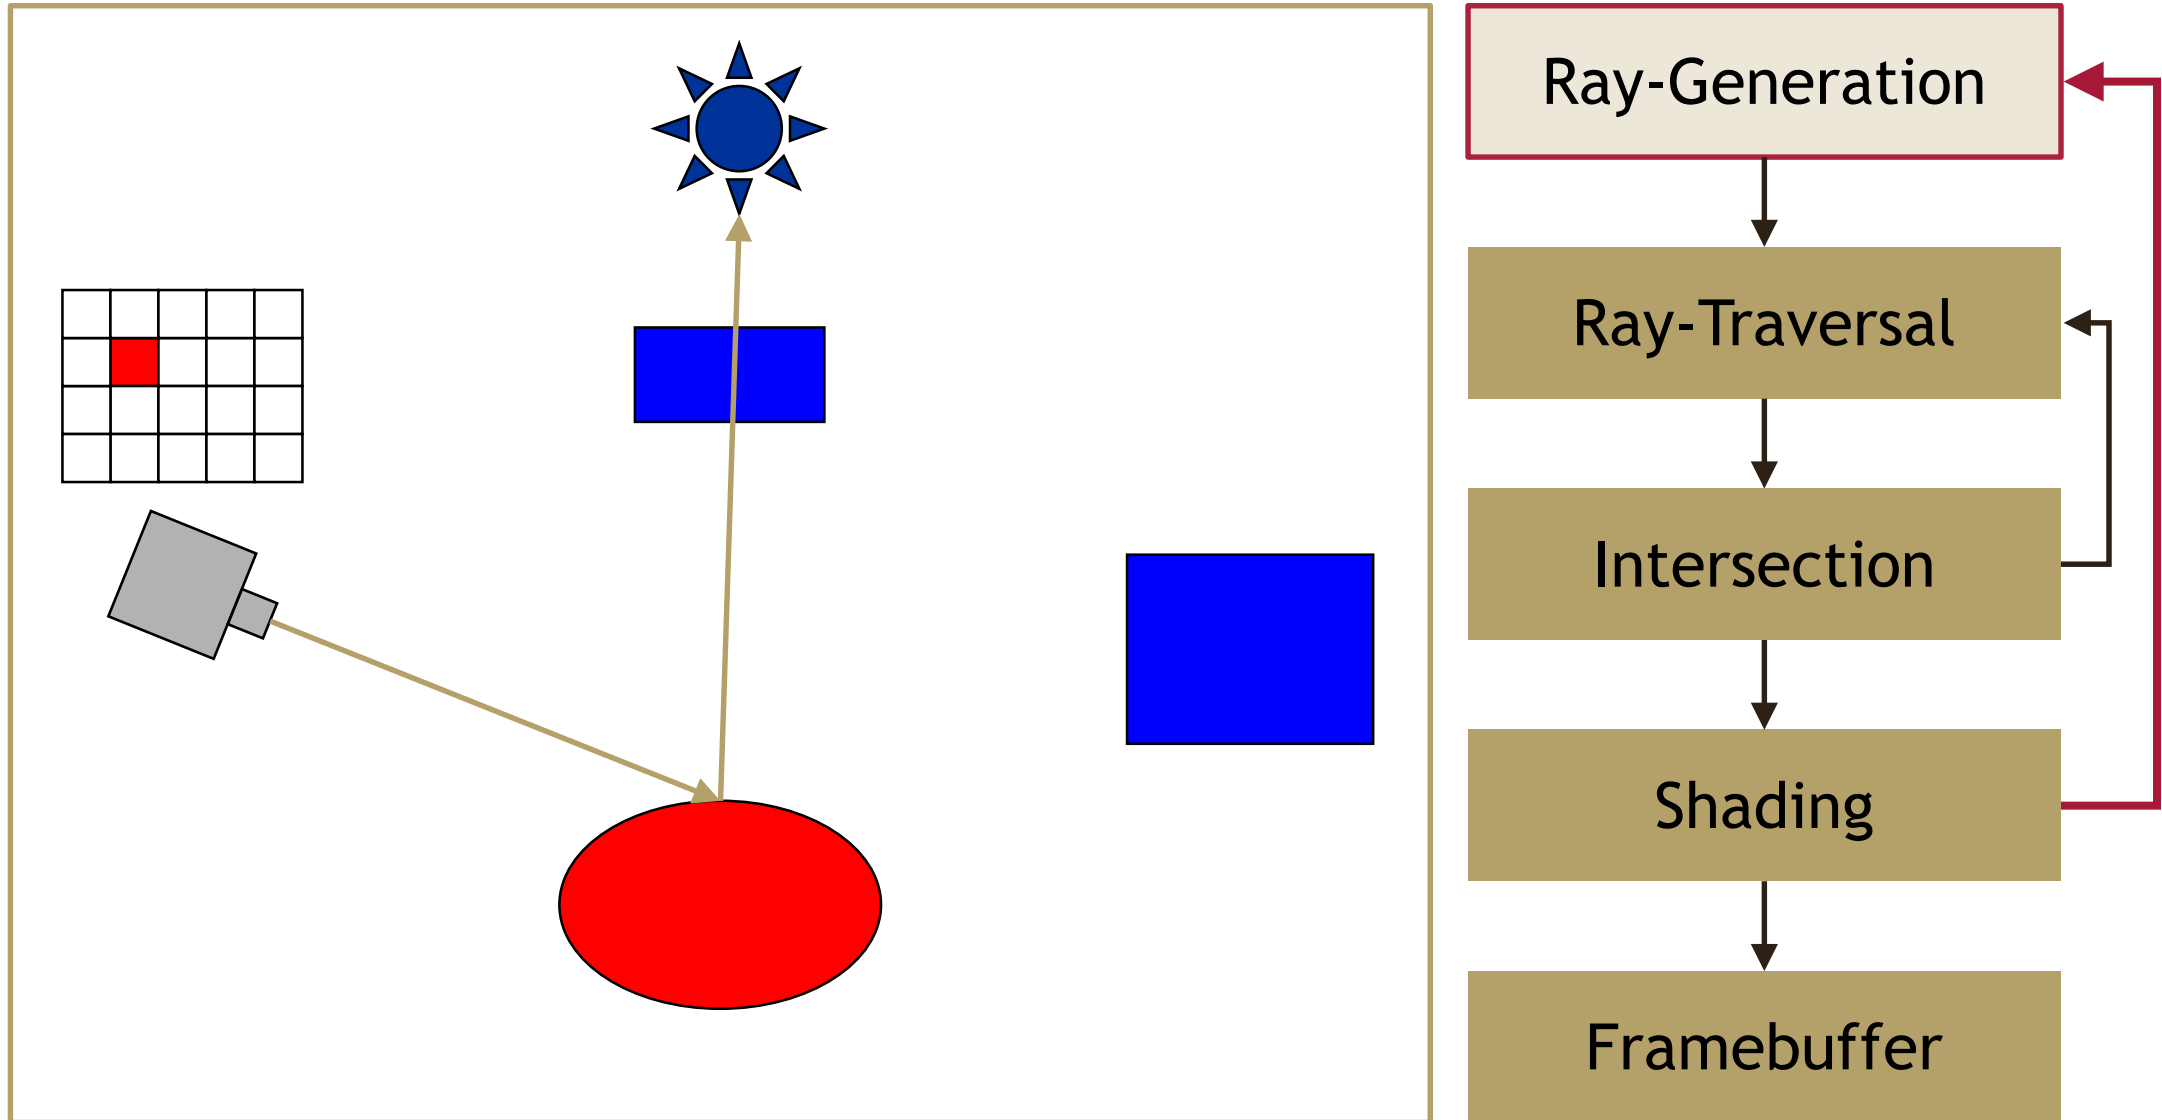 Ray-Generation
Ray-Traversal
Intersection
Shading
Framebuffer